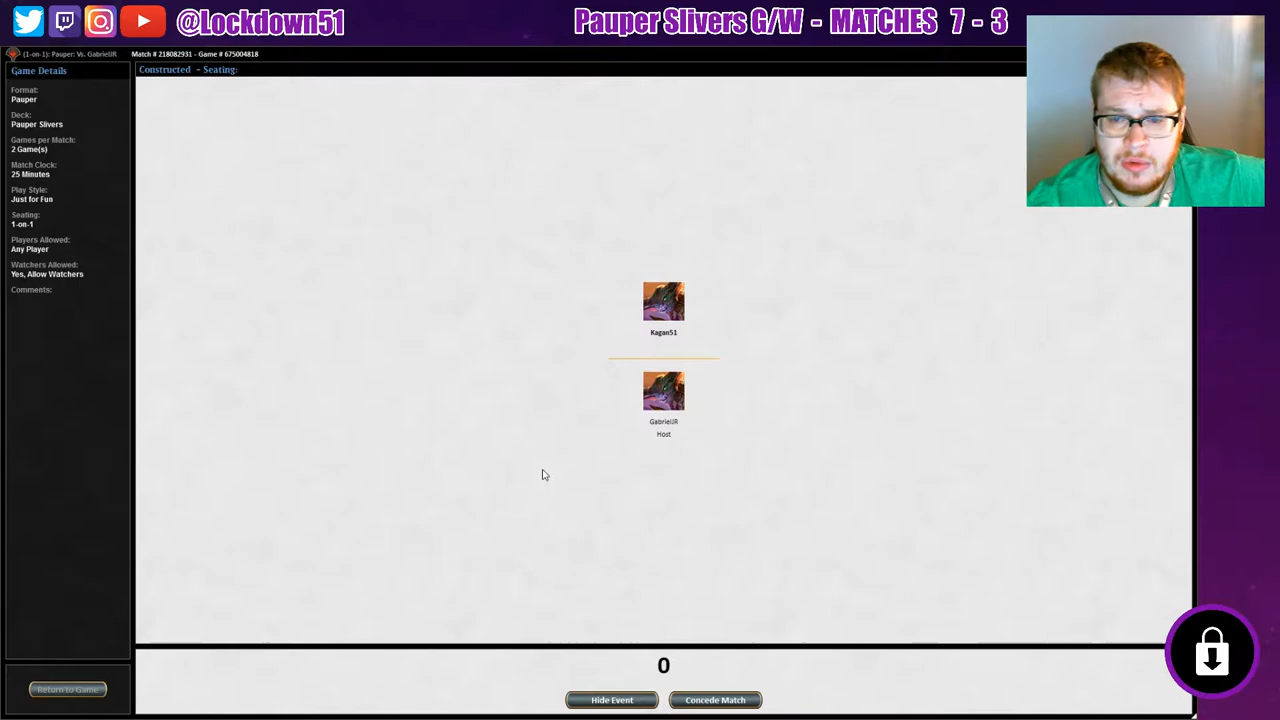 @Lockdown51
Pauper Slivers G/W - MATCHES 7 - 3
(1-on-1): Pauper: Vs. GabrielJR
Match # 218082931 - Game # 675004818
Game Details
Constructed - Seating:
Format:
Pauper
Deck:
Pauper Slivers
Games per Match:
2 Game(s)
Match Clock:
25 Minutes
Play Style:
Just for Fun
Seating:
1-on-1
Players Allowed:
Any Player
Watchers Allowed:
Yes, Allow Watchers
Comments:
Kagan51
GabrielJR
Host
0
Return to Game
Hide Event
Concede Match